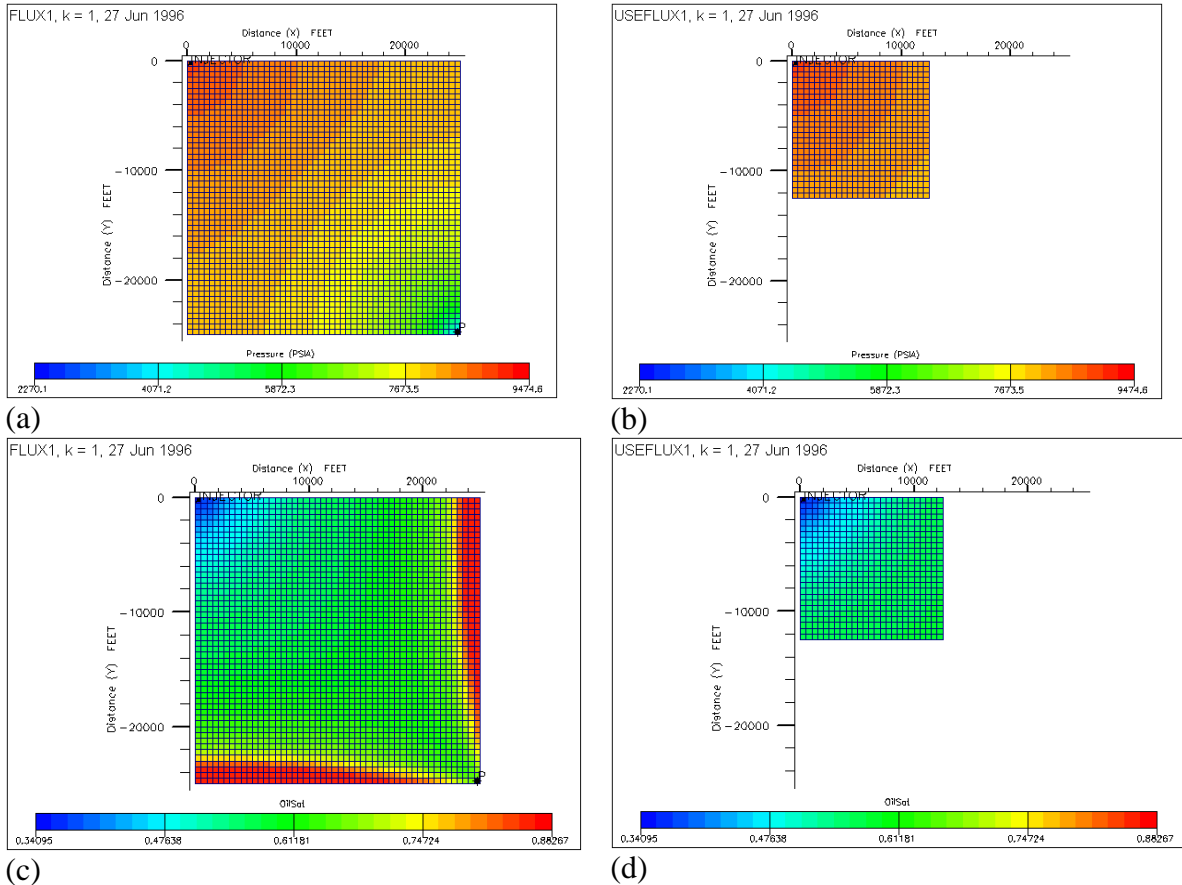 FLUX1, k = 1, 27 Jun 1996
Distance (X) FEET
0 10000 20000
INJECTOR
0
-10000
-20000
Distance (Y) FEET
P
Pressure (PSIA)
2270.1 4071.2 5872.3 7673.5 9474.6
(a)
USEFLUX1, k = 1, 27 Jun 1996
Distance (X) FEET
0 10000 20000
INJECTOR
0
-10000
-20000
Distance (Y) FEET
Pressure (PSIA)
2270.1 4071.2 5872.3 7673.5 9474.6
(b)
FLUX1, k = 1, 27 Jun 1996
Distance (X) FEET
0 10000 20000
INJECTOR
0
-10000
-20000
Distance (Y) FEET
P
OilSat
0.34095 0.47638 0.61181 0.74724 0.88267
(c)
USEFLUX1, k = 1, 27 Jun 1996
Distance (X) FEET
0 10000 20000
INJECTOR
0
-10000
-20000
Distance (Y) FEET
OilSat
0.34095 0.47638 0.61181 0.74724 0.88267
(d)